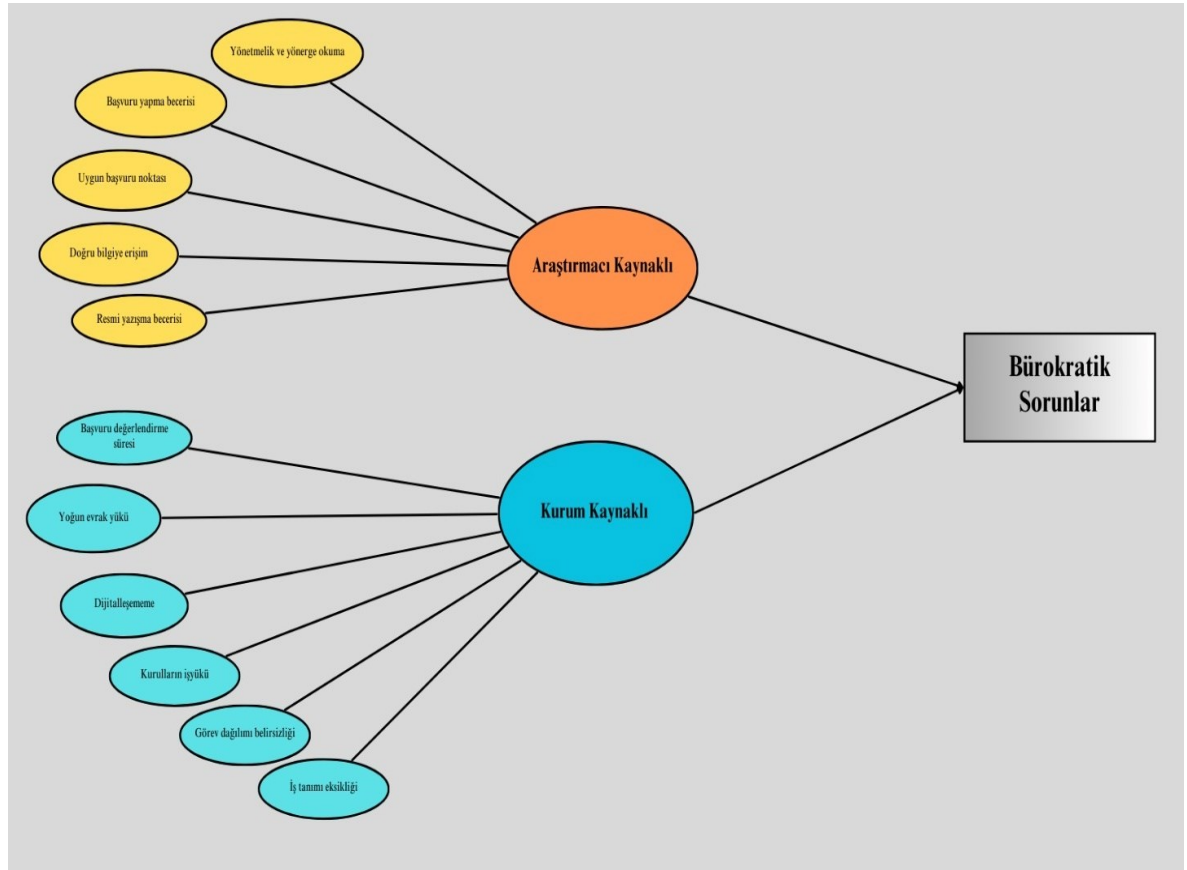 Yönetmelik ve yönerge okuma
Başvuru yapma becerisi
Uygun başvuru noktası
Doğru bilgiye erişim
Resmi yazışma becerisi
Araştırmacı Kaynaklı
Bürokratik
Sorunlar
Başvuru değerlendirme
süresi
Yoğun evrak yükü
Dijitalleşememe
Kurulların işyükü
Görev dağılımı belirsizliği
İş tanımı eksikliği
Kurum Kaynaklı